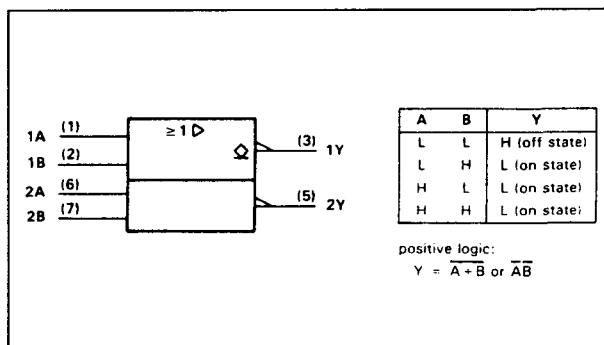 ≥ 1 ▷
1A (1)
1B (2)
2A (6)
2B (7)
(3) 1Y
(5) 2Y
A B Y
L L H (off state)
L H L (on state)
H L L (on state)
H H L (on state)
positive logic:
Y = A̅ ̅+̅ ̅B̅ or A̅ B̅